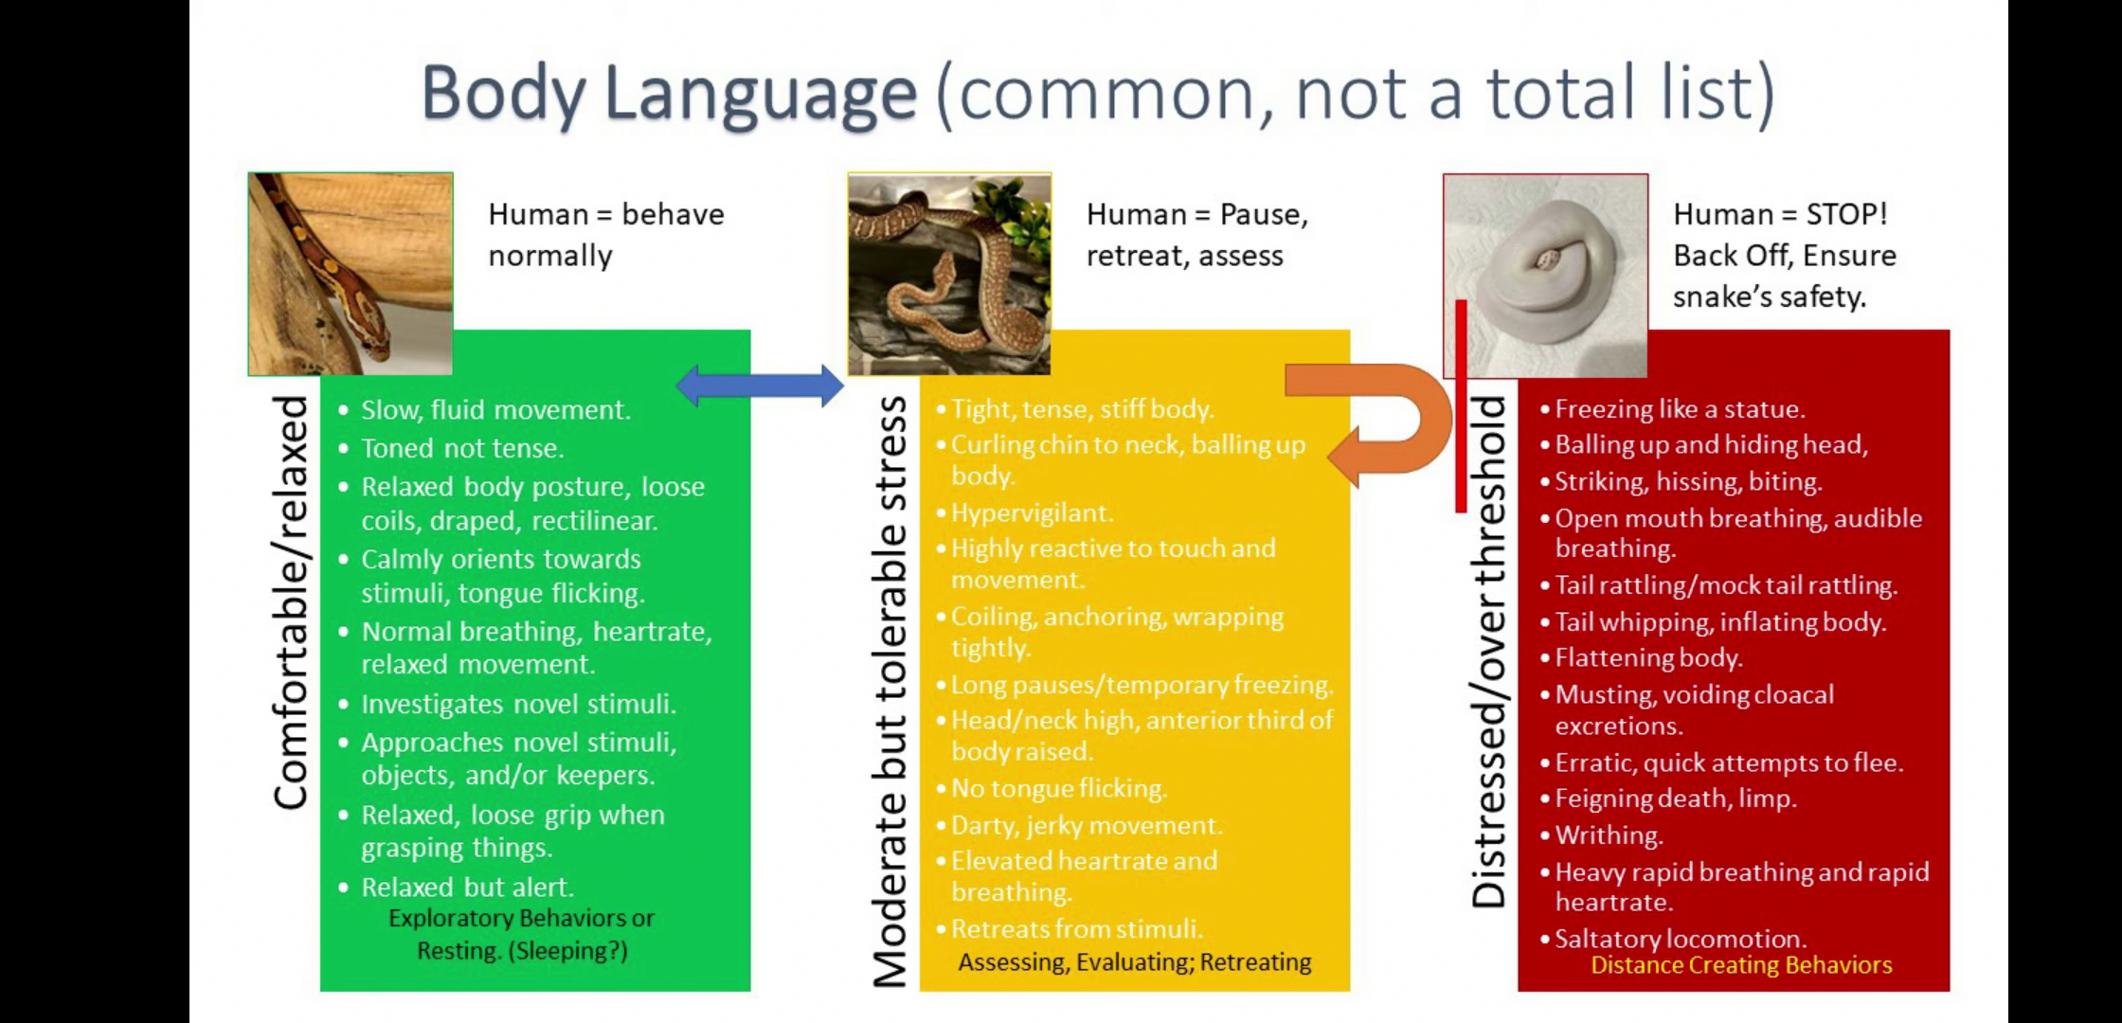 Body Language (common, not a total list)
Human = behave
normally
Comfortable/relaxed
• Slow, fluid movement.
• Toned not tense.
• Relaxed body posture, loose
coils, draped, rectilinear.
• Calmly orients towards
stimuli, tongue flicking.
• Normal breathing, heartrate,
relaxed movement.
• Investigates novel stimuli.
• Approaches novel stimuli,
objects, and/or keepers.
• Relaxed, loose grip when
grasping things.
• Relaxed but alert.
Exploratory Behaviors or
Resting. (Sleeping?)
Human = Pause,
retreat, assess
Moderate but tolerable stress
• Tight, tense, stiff body.
• Curling chin to neck, balling up
body.
• Hypervigilant.
• Highly reactive to touch and
movement.
• Coiling, anchoring, wrapping
tightly.
• Long pauses/temporary freezing.
• Head/neck high, anterior third of
body raised.
• No tongue flicking.
• Darty, jerky movement.
• Elevated heartrate and
breathing.
• Retreats from stimuli.
Assessing, Evaluating; Retreating
Human = STOP!
Back Off, Ensure
snake's safety.
Distressed/over threshold
• Freezing like a statue.
• Balling up and hiding head,
• Striking, hissing, biting.
• Open mouth breathing, audible
breathing.
• Tail rattling/mock tail rattling.
• Tail whipping, inflating body.
• Flattening body.
• Musting, voiding cloacal
excretions.
• Erratic, quick attempts to flee.
• Feigning death, limp.
• Writhing.
• Heavy rapid breathing and rapid
heartrate.
• Saltatory locomotion.
Distance Creating Behaviors